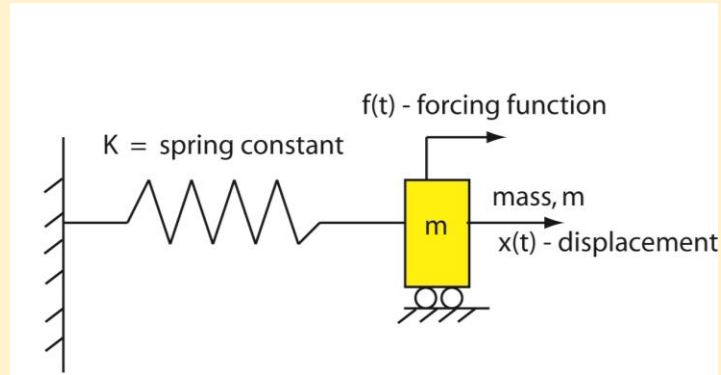 f(t) - forcing function
K = spring constant
mass, m
m
x(t) - displacement